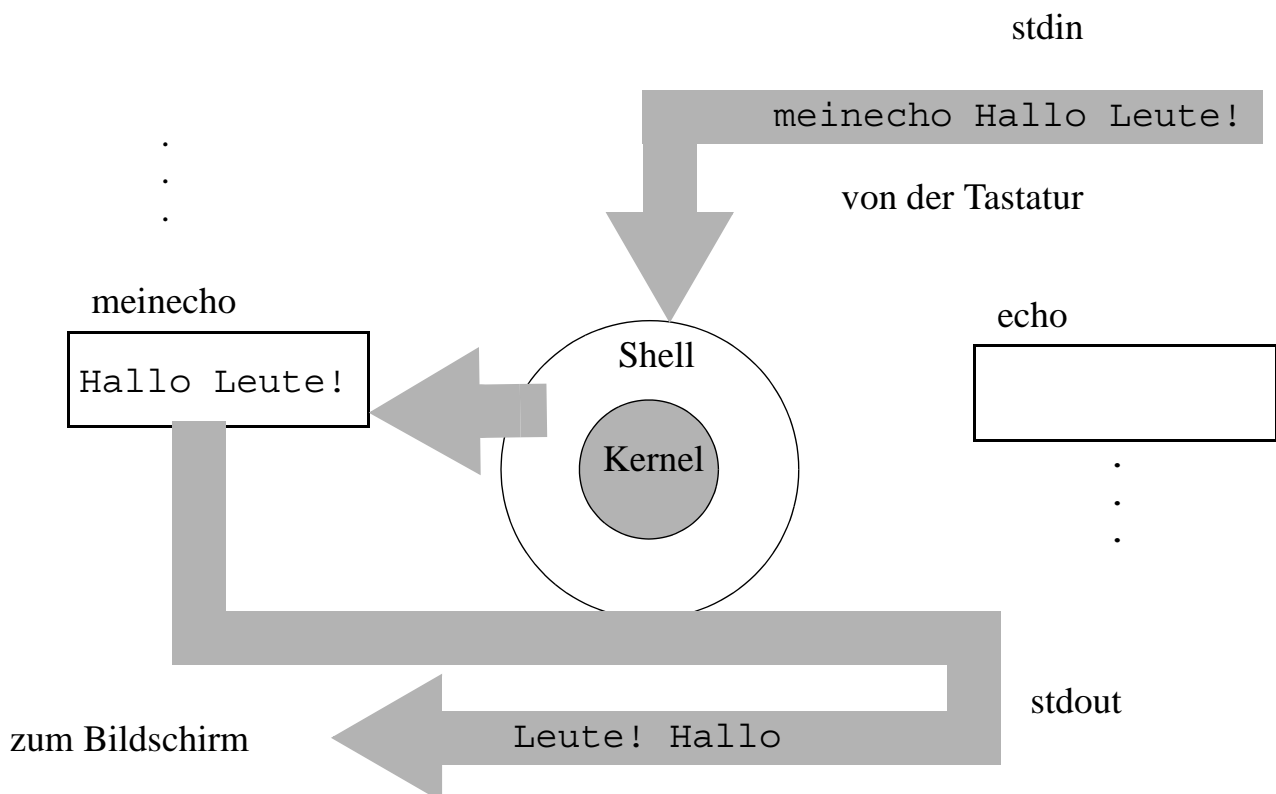 stdin
meinecho Hallo Leute!
von der Tastatur
.
.
.
meinecho
Hallo Leute!
Shell
Kernel
echo
.
.
.
stdout
Leute! Hallo
zum Bildschirm